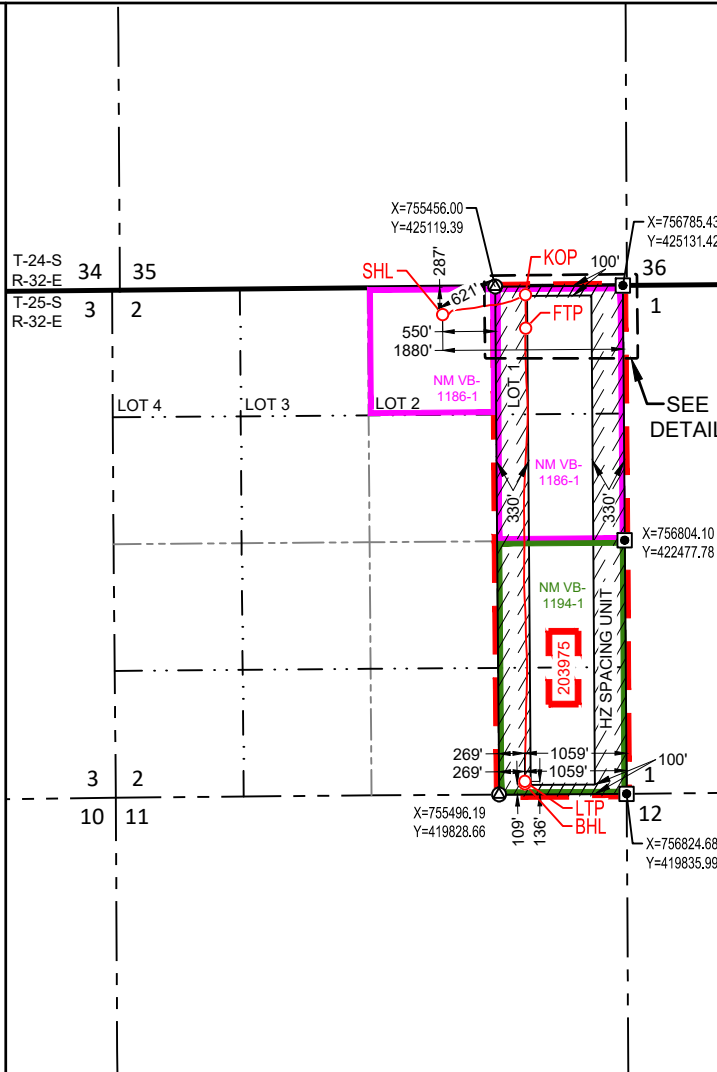 X=755456.00
Y=425119.39
X=756785.43
Y=425131.42
T-24-S
R-32-E
34
35
SHL
287'
621'
KOP
100'
36
T-25-S
R-32-E
3
2
1
FTP
550'
1880'
NM VB-
1186-1
LOT 1
SEE
DETAIL
LOT 4
LOT 3
LOT 2
NM VB-
1186-1
330'
330'
X=756804.10
Y=422477.78
NM VB-
1194-1
HZ SPACING UNIT
203975
269'
1059'
269'
1059'
100'
3
2
1
10
11
12
X=755496.19
Y=419828.66
109'
136'
LTP
BHL
X=756824.68
Y=419835.99